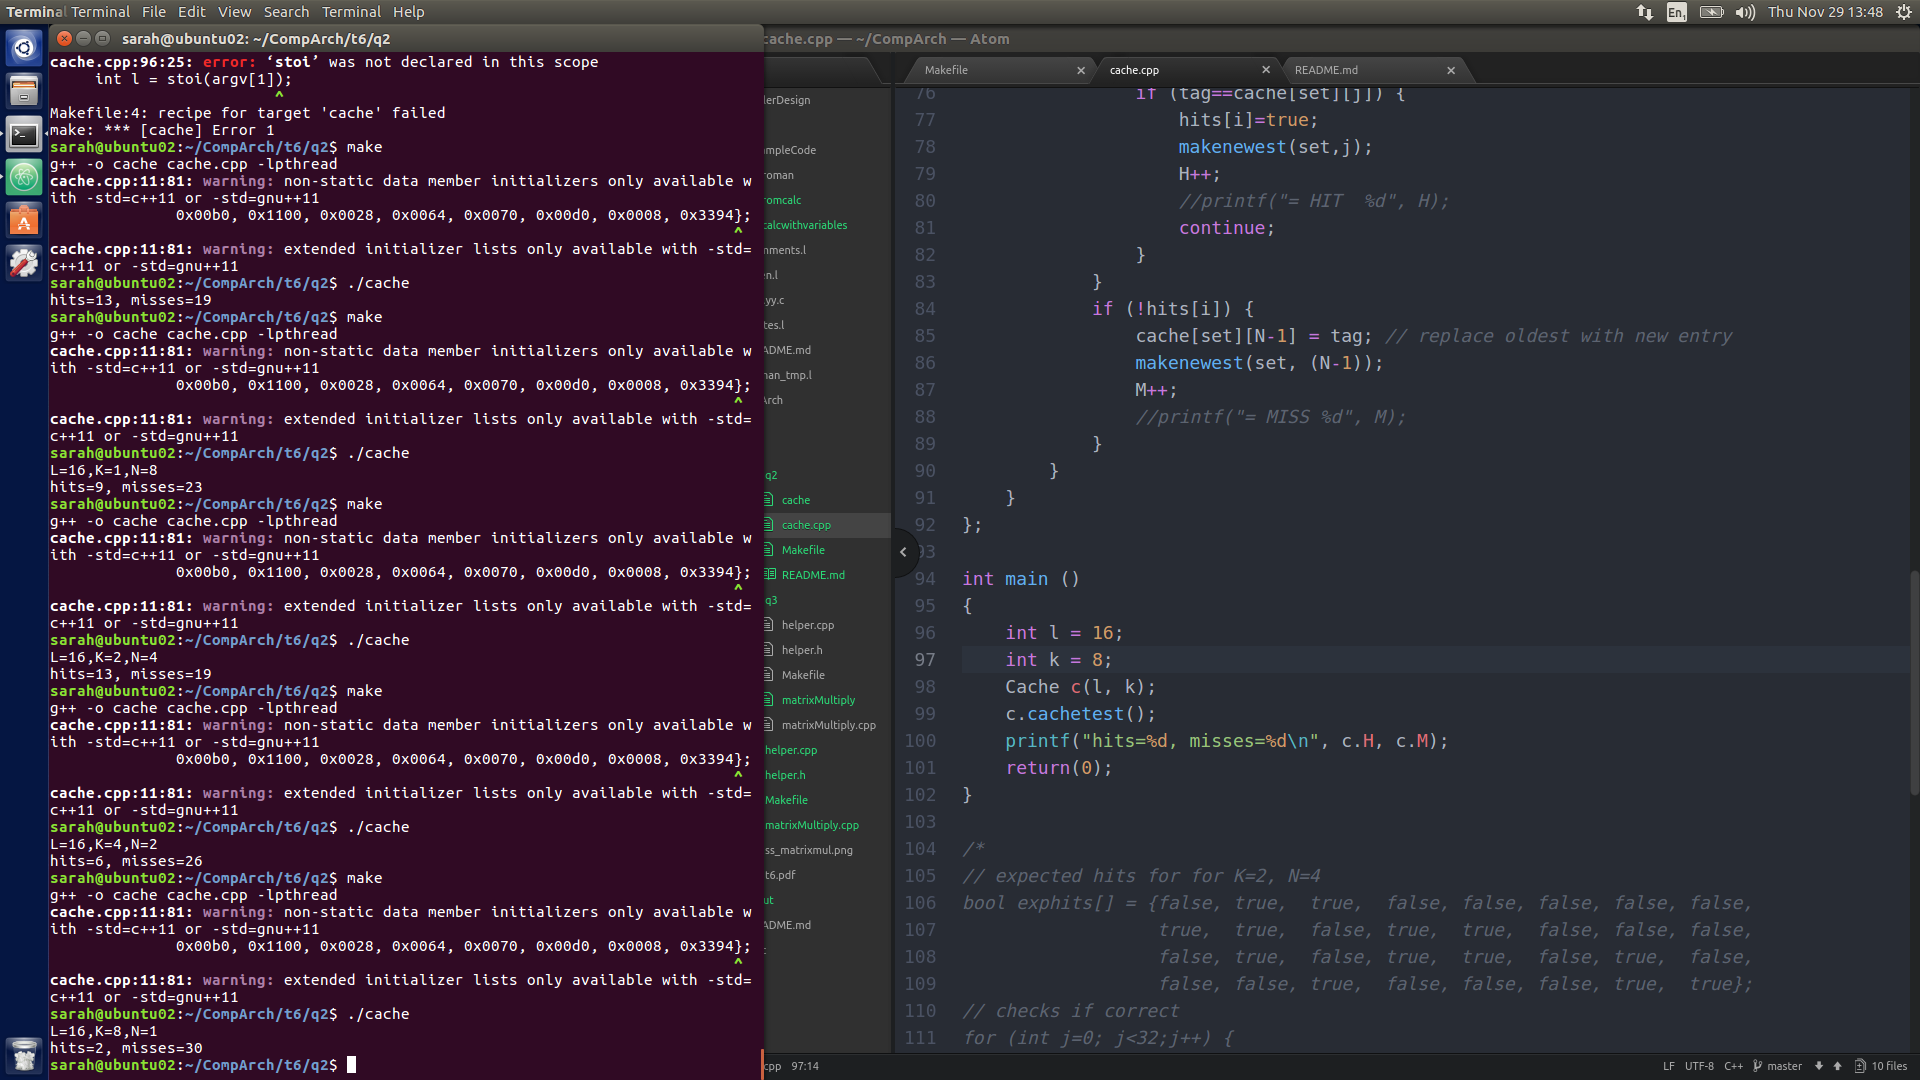 Terminal Terminal File Edit View Search Terminal Help
En1 Thu Nov 29 13:48
sarah@ubuntu02: ~/CompArch/t6/q2
cache.cpp:96:25: error: ‘stoi’ was not declared in this scope
int l = stoi(argv[1]);
^
Makefile:4: recipe for target 'cache' failed
make: *** [cache] Error 1
sarah@ubuntu02:~/CompArch/t6/q2$ make
g++ -o cache cache.cpp -lpthread
cache.cpp:11:81: warning: non-static data member initializers only available w
ith -std=c++11 or -std=gnu++11
0x00b0, 0x1100, 0x0028, 0x0064, 0x0070, 0x00d0, 0x0008, 0x3394};
^
cache.cpp:11:81: warning: extended initializer lists only available with -std=
c++11 or -std=gnu++11
sarah@ubuntu02:~/CompArch/t6/q2$ ./cache
hits=13, misses=19
sarah@ubuntu02:~/CompArch/t6/q2$ make
g++ -o cache cache.cpp -lpthread
cache.cpp:11:81: warning: non-static data member initializers only available w
ith -std=c++11 or -std=gnu++11
0x00b0, 0x1100, 0x0028, 0x0064, 0x0070, 0x00d0, 0x0008, 0x3394};
^
cache.cpp:11:81: warning: extended initializer lists only available with -std=
c++11 or -std=gnu++11
sarah@ubuntu02:~/CompArch/t6/q2$ ./cache
L=16,K=1,N=8
hits=9, misses=23
sarah@ubuntu02:~/CompArch/t6/q2$ make
g++ -o cache cache.cpp -lpthread
cache.cpp:11:81: warning: non-static data member initializers only available w
ith -std=c++11 or -std=gnu++11
0x00b0, 0x1100, 0x0028, 0x0064, 0x0070, 0x00d0, 0x0008, 0x3394};
^
cache.cpp:11:81: warning: extended initializer lists only available with -std=
c++11 or -std=gnu++11
sarah@ubuntu02:~/CompArch/t6/q2$ ./cache
L=16,K=2,N=4
hits=13, misses=19
sarah@ubuntu02:~/CompArch/t6/q2$ make
g++ -o cache cache.cpp -lpthread
cache.cpp:11:81: warning: non-static data member initializers only available w
ith -std=c++11 or -std=gnu++11
0x00b0, 0x1100, 0x0028, 0x0064, 0x0070, 0x00d0, 0x0008, 0x3394};
^
cache.cpp:11:81: warning: extended initializer lists only available with -std=
c++11 or -std=gnu++11
sarah@ubuntu02:~/CompArch/t6/q2$ ./cache
L=16,K=4,N=2
hits=6, misses=26
sarah@ubuntu02:~/CompArch/t6/q2$ make
g++ -o cache cache.cpp -lpthread
cache.cpp:11:81: warning: non-static data member initializers only available w
ith -std=c++11 or -std=gnu++11
0x00b0, 0x1100, 0x0028, 0x0064, 0x0070, 0x00d0, 0x0008, 0x3394};
^
cache.cpp:11:81: warning: extended initializer lists only available with -std=
c++11 or -std=gnu++11
sarah@ubuntu02:~/CompArch/t6/q2$ ./cache
L=16,K=8,N=1
hits=2, misses=30
sarah@ubuntu02:~/CompArch/t6/q2$
cache.cpp — ~/CompArch — Atom
lerDesign
mpleCode
roman
romcalc
calcwithvariables
mments.l
en.l
.yy.c
tes.l
ADME.md
nan_tmp.l
Arch
q2
cache
cache.cpp
Makefile
README.md
q3
helper.cpp
helper.h
Makefile
matrixMultiply
matrixMultiply.cpp
helper.cpp
helper.h
Makefile
matrixMultiply.cpp
ss_matrixmul.png
t6.pdf
ut
ADME.md
Makefile cache.cpp README.md
76 if (tag==cache[set][j]) {
77 hits[i]=true;
78 makenewest(set,j);
79 H++;
80 //printf("= HIT  %d", H);
81 continue;
82 }
83 }
84 if (!hits[i]) {
85 cache[set][N-1] = tag; // replace oldest with new entry
86 makenewest(set, (N-1));
87 M++;
88 //printf("= MISS %d", M);
89 }
90 }
91 }
92 };
93
94 int main ()
95 {
96 int l = 16;
97 int k = 8;
98 Cache c(l, k);
99 c.cachetest();
100 printf("hits=%d, misses=%d\n", c.H, c.M);
101 return(0);
102 }
103
104 /*
105 // expected hits for for K=2, N=4
106 bool exphits[] = {false, true,  true,  false, false, false, false, false,
107 true,  true,  false, true,  true,  false, false, false,
108 false, true,  false, true,  true,  false, true,  false,
109 false, false, true,  false, false, false, true,  true};
110 // checks if correct
111 for (int j=0; j<32;j++) {
cpp 97:14 LF UTF-8 C++ master 10 files